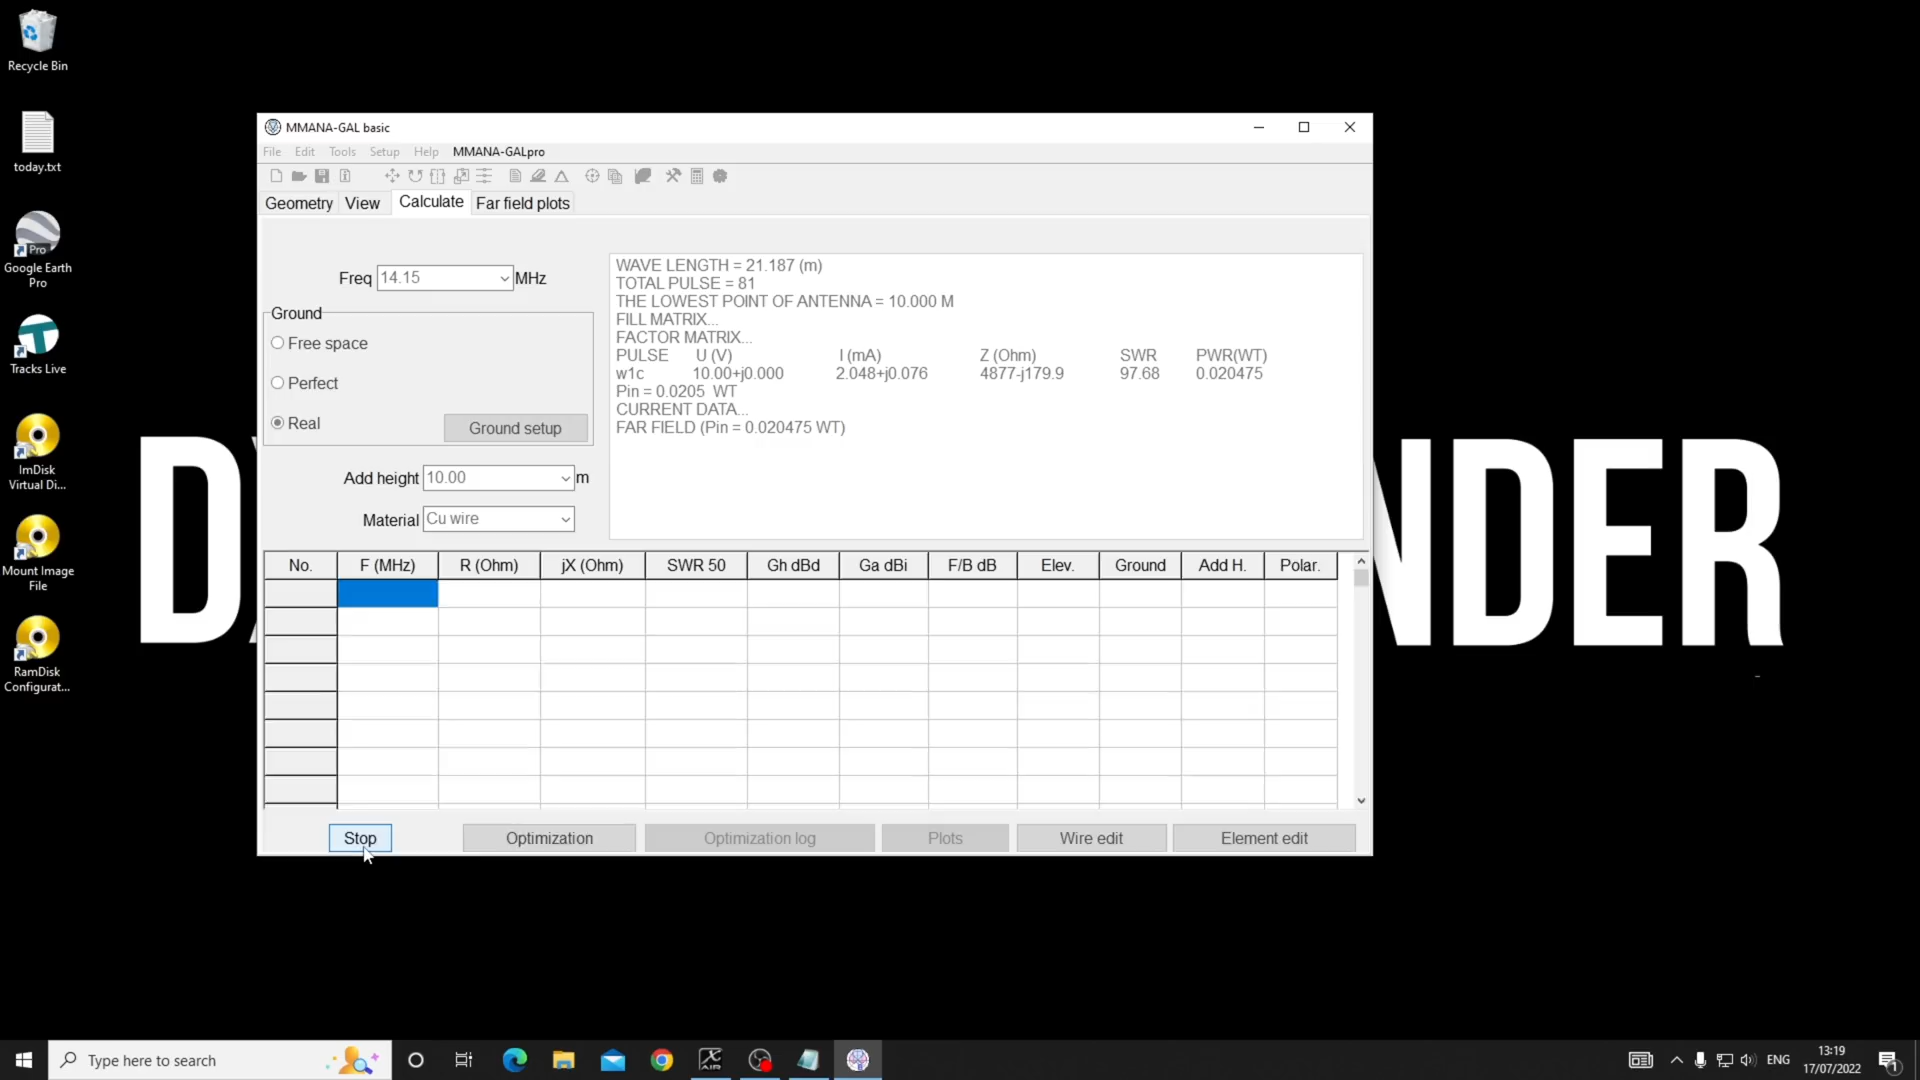 Recycle Bin
today.txt
Pro
Google Earth
Pro
Tracks Live
ImDisk
Virtual Di...
Mount Image
File
RamDisk
Configurat...
MMANA-GAL basic
File Edit Tools Setup Help MMANA-GALpro
Geometry View Calculate Far field plots
Freq 14.15 MHz
Ground
Free space
Perfect
Real
Ground setup
Add height 10.00 m
Material Cu wire
WAVE LENGTH = 21.187 (m)
TOTAL PULSE = 81
THE LOWEST POINT OF ANTENNA = 10.000 M
FILL MATRIX...
FACTOR MATRIX...
PULSE U (V) I (mA) Z (Ohm) SWR PWR(WT)
w1c 10.00+j0.000 2.048+j0.076 4877-j179.9 97.68 0.020475
Pin = 0.0205 WT
CURRENT DATA...
FAR FIELD (Pin = 0.020475 WT)
No. F (MHz) R (Ohm) jX (Ohm) SWR 50 Gh dBd Ga dBi F/B dB Elev. Ground Add H. Polar.
Stop Optimization Optimization log Plots Wire edit Element edit
D
NDER
Type here to search
X
AIR
ENG
13:19
17/07/2022
1